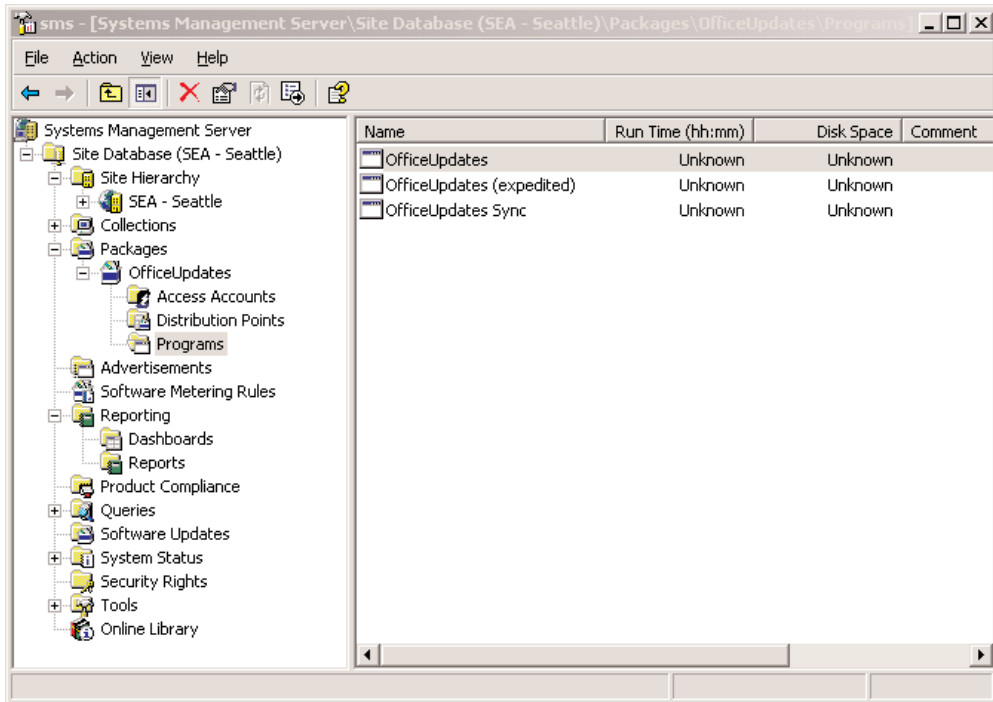 sms - [Systems Management Server\Site Database (SEA - Seattle)\Packages\OfficeUpdates\Programs]
File Action View Help
Systems Management Server
Site Database (SEA - Seattle)
Site Hierarchy
SEA - Seattle
Collections
Packages
OfficeUpdates
Access Accounts
Distribution Points
Programs
Advertisements
Software Metering Rules
Reporting
Dashboards
Reports
Product Compliance
Queries
Software Updates
System Status
Security Rights
Tools
Online Library
Name Run Time (hh:mm) Disk Space Comment
OfficeUpdates Unknown Unknown
OfficeUpdates (expedited) Unknown Unknown
OfficeUpdates Sync Unknown Unknown